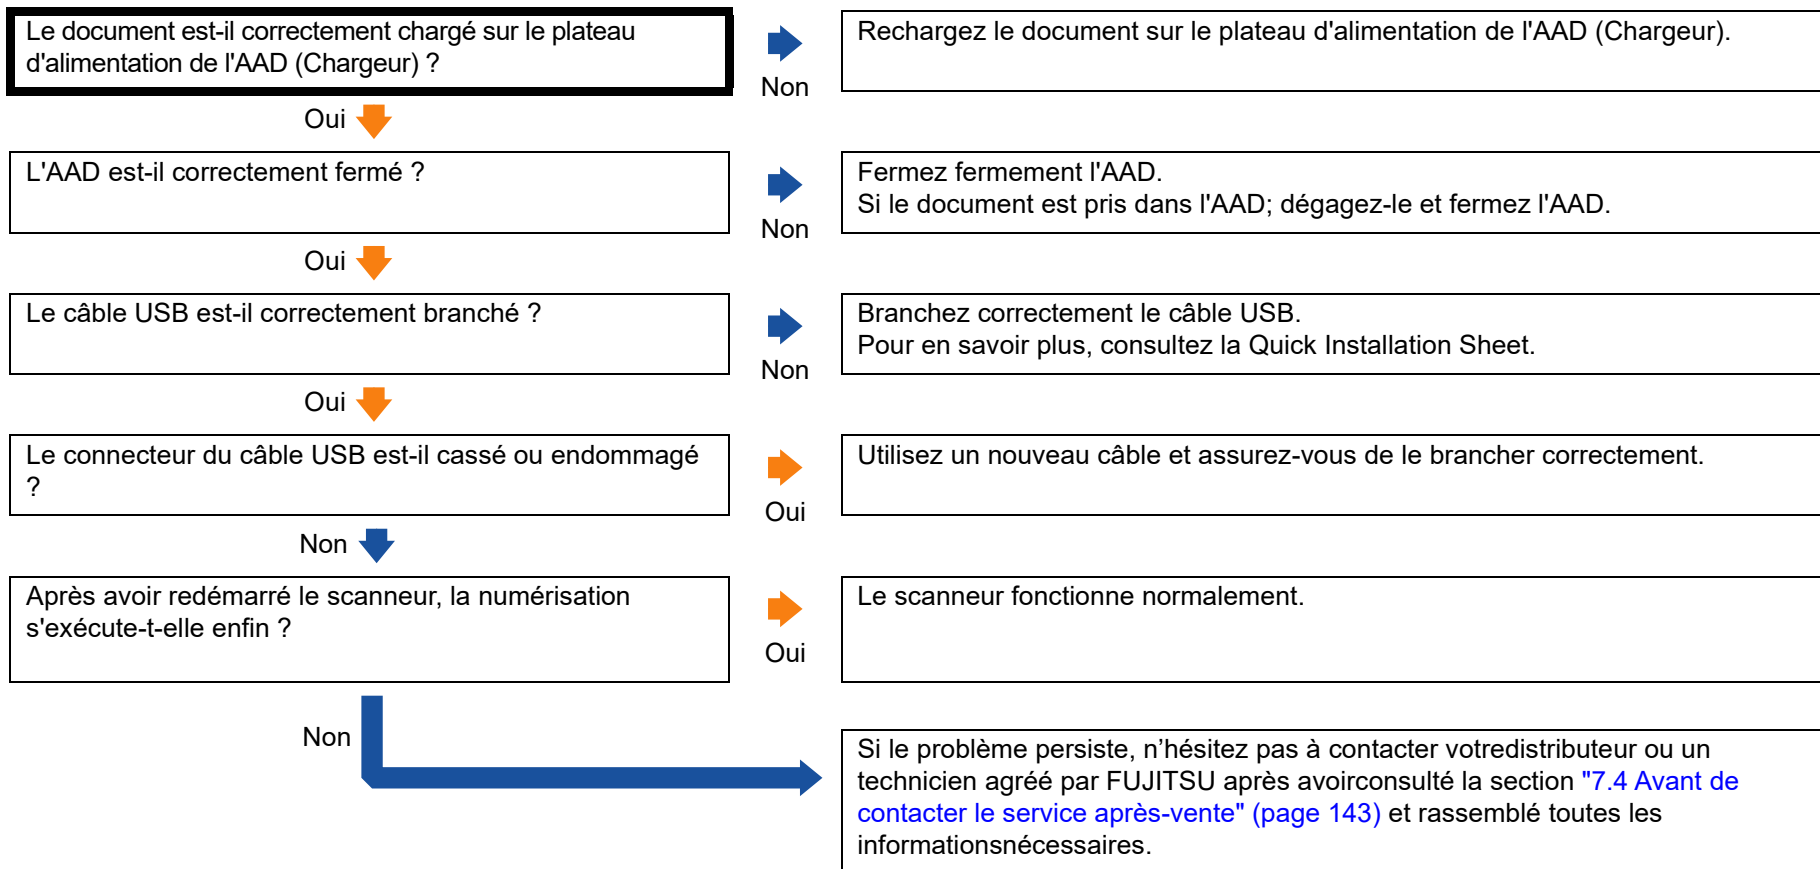 Le document est-il correctement chargé sur le plateau
d'alimentation de l'AAD (Chargeur) ?
Non
Rechargez le document sur le plateau d'alimentation de l'AAD (Chargeur).
Oui
L'AAD est-il correctement fermé ?
Non
Fermez fermement l'AAD.
Si le document est pris dans l'AAD; dégagez-le et fermez l'AAD.
Oui
Le câble USB est-il correctement branché ?
Non
Branchez correctement le câble USB.
Pour en savoir plus, consultez la Quick Installation Sheet.
Oui
Le connecteur du câble USB est-il cassé ou endommagé
?
Oui
Utilisez un nouveau câble et assurez-vous de le brancher correctement.
Non
Après avoir redémarré le scanneur, la numérisation
s'exécute-t-elle enfin ?
Oui
Le scanneur fonctionne normalement.
Non
Si le problème persiste, n’hésitez pas à contacter votredistributeur ou un
technicien agréé par FUJITSU après avoirconsulté la section "7.4 Avant de
contacter le service après-vente" (page 143) et rassemblé toutes les
informationsnécessaires.